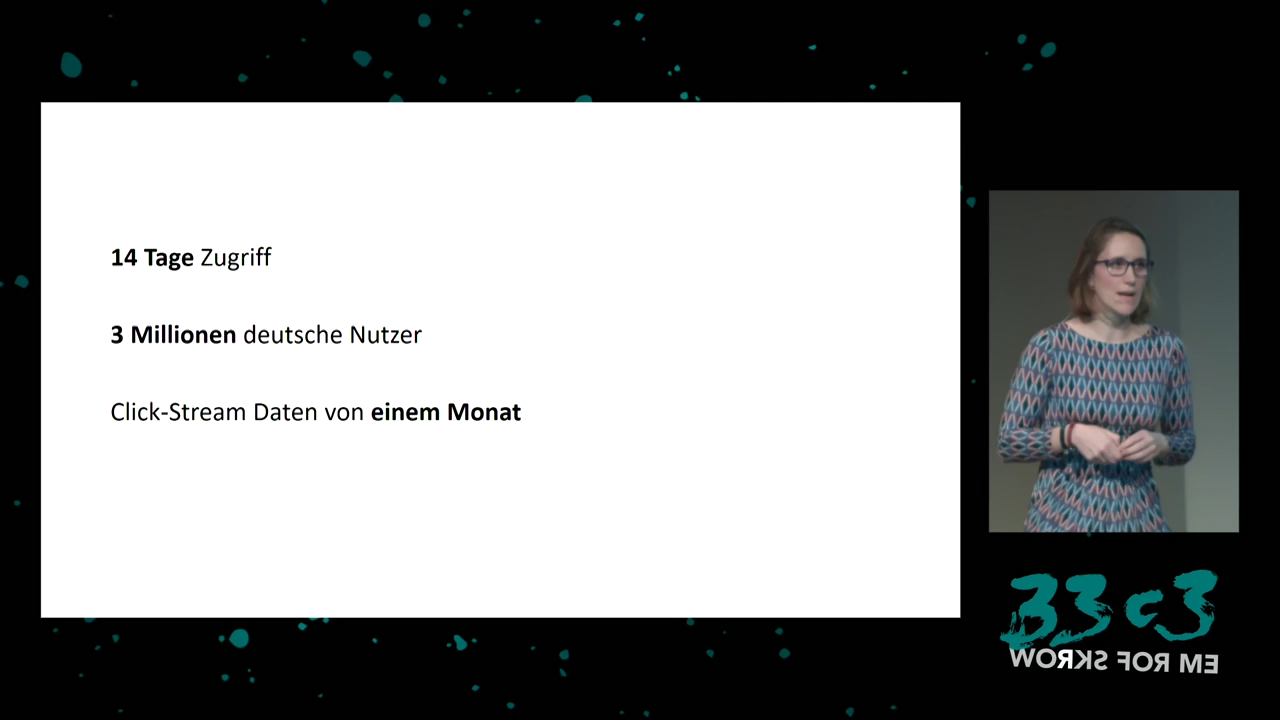 14 Tage Zugriff
3 Millionen deutsche Nutzer
Click-Stream Daten von einem Monat
33c3
WORKS FOR ME